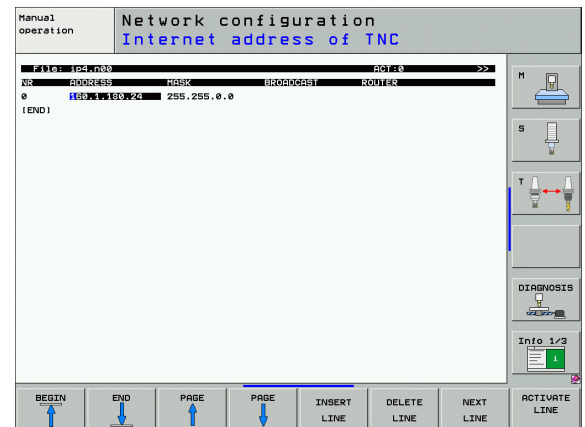 Manual
operation
Network configuration
Internet address of TNC
File: ip4.n00 ACT:0 >>
NR ADDRESS MASK BROADCAST ROUTER
0 160.1.180.24 255.255.0.0
[END]
M
S
T
DIAGNOSIS
Info 1/3
i
BEGIN
END
PAGE
PAGE
INSERT
LINE
DELETE
LINE
NEXT
LINE
ACTIVATE
LINE